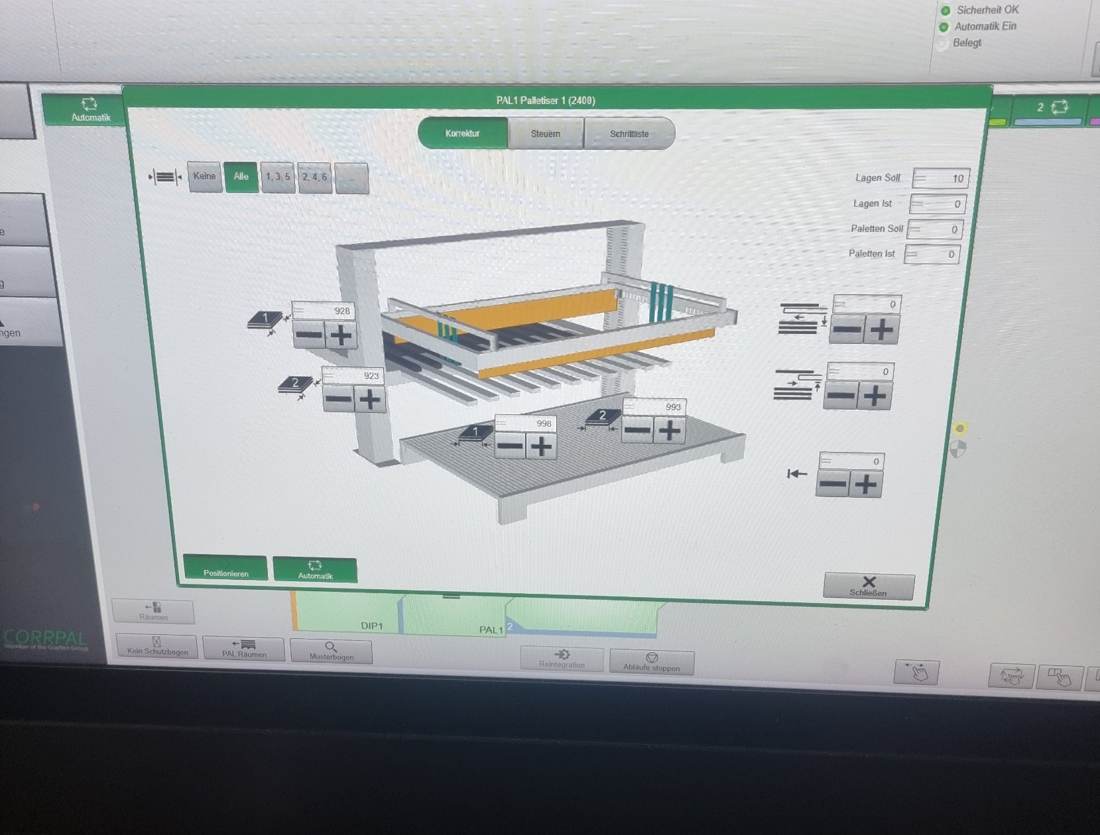 Sicherheit OK
Automatik Ein
Belegt
Automatik
PAL1 Palletiser 1 (2400)
2
Korrektur
Steuern
Schrittliste
Keine
Alle
1, 3, 5
2, 4, 6
Lagen Soll
10
Lagen Ist
0
Paletten Soll
0
Paletten Ist
0
1
928
2
923
1
998
2
993
0
0
0
ngen
Positionieren
Automatik
Schließen
Räumen
DIP1
PAL1
2
CORRPAL
Kein Schutzbogen
PAL Räumen
Musterbogen
Reintegration
Abläufe stoppen